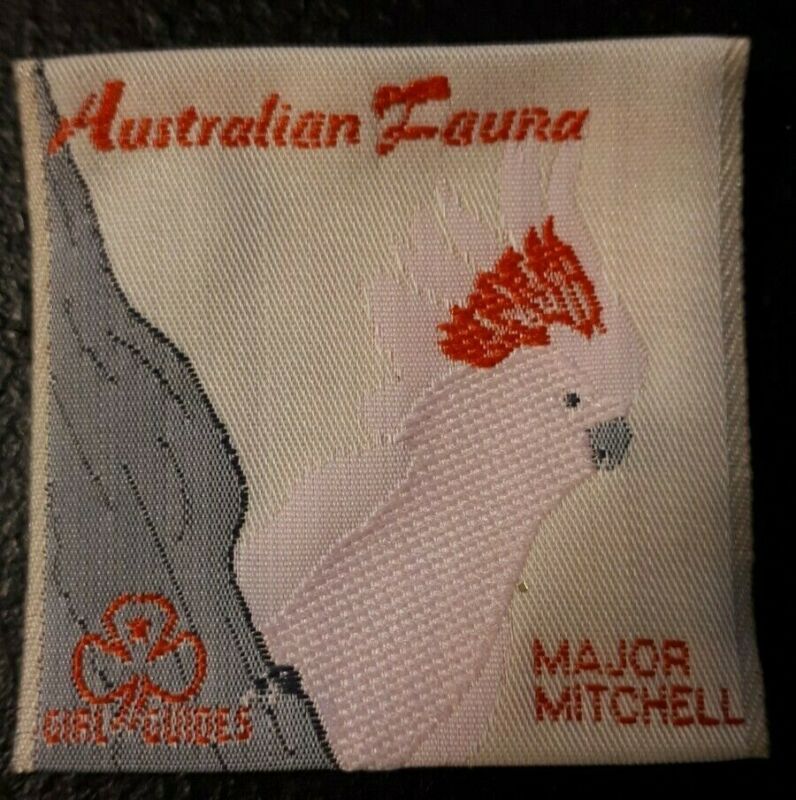 Australian Fauna
MAJOR
MITCHELL
GIRL GUIDES